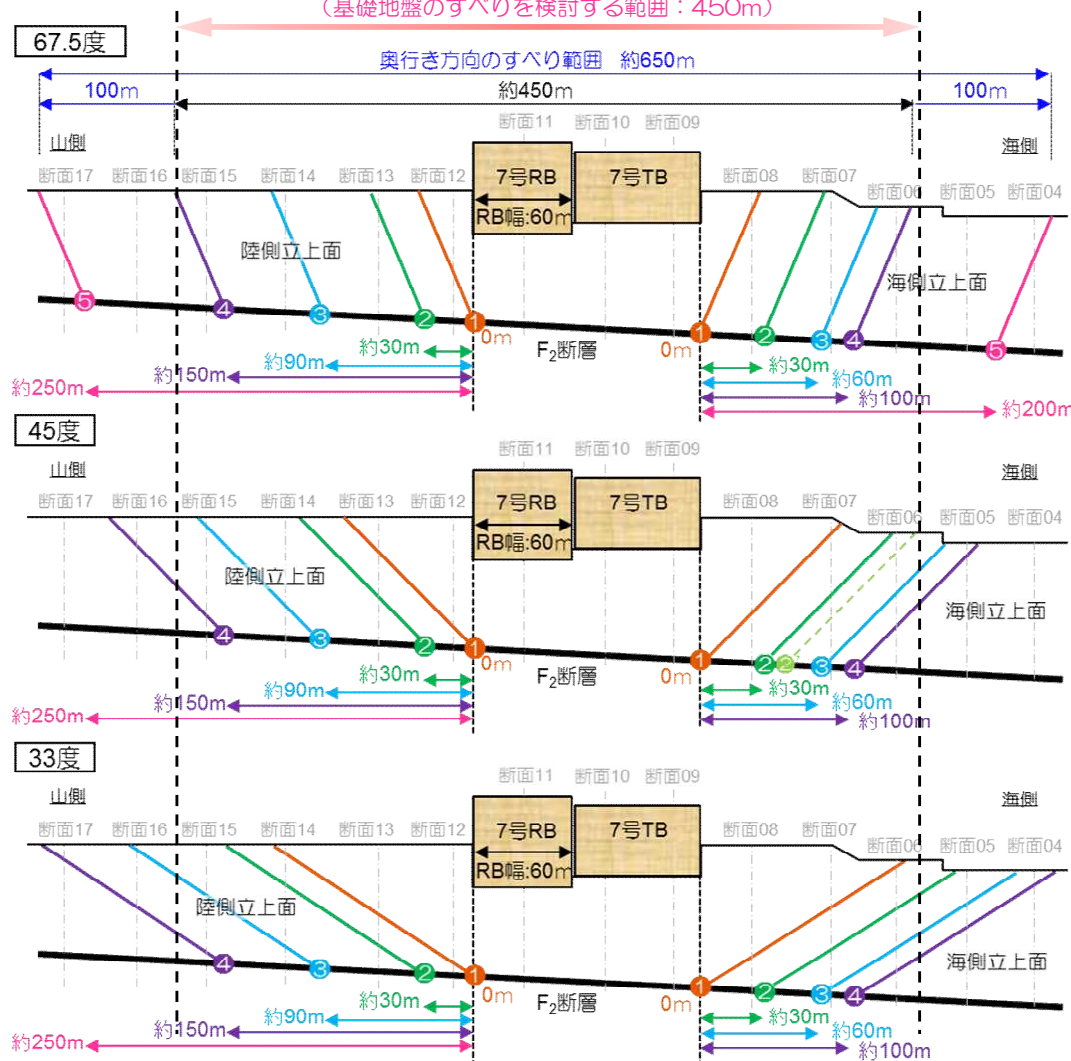 (基礎地盤のすべりを検討する範囲：450m)
67.5度
奥行き方向のすべり範囲 約650m
100m
約450m
100m
断面11 断面10 断面09
山側
海側
断面17 断面16 断面15 断面14 断面13 断面12
7号RB
7号TB
断面08 断面07 断面06 断面05 断面04
RB幅:60m
陸側立上面
海側立上面
5 4 3 2 1
1 2 3 4 5
0m
F2断層
0m
約30m
約30m
約90m
約60m
約150m
約100m
約250m
約200m
45度
断面11 断面10 断面09
山側
海側
断面17 断面16 断面15 断面14 断面13 断面12
7号RB
7号TB
断面08 断面07 断面06 断面05 断面04
RB幅:60m
陸側立上面
海側立上面
4 3 2 1
1 2 2 3 4
0m
F2断層
0m
約30m
約30m
約90m
約60m
約150m
約100m
約250m
33度
断面11 断面10 断面09
山側
海側
断面17 断面16 断面15 断面14 断面13 断面12
7号RB
7号TB
断面08 断面07 断面06 断面05 断面04
RB幅:60m
陸側立上面
海側立上面
4 3 2 1
1 2 3 4
0m
F2断層
0m
約30m
約30m
約90m
約60m
約150m
約100m
約250m